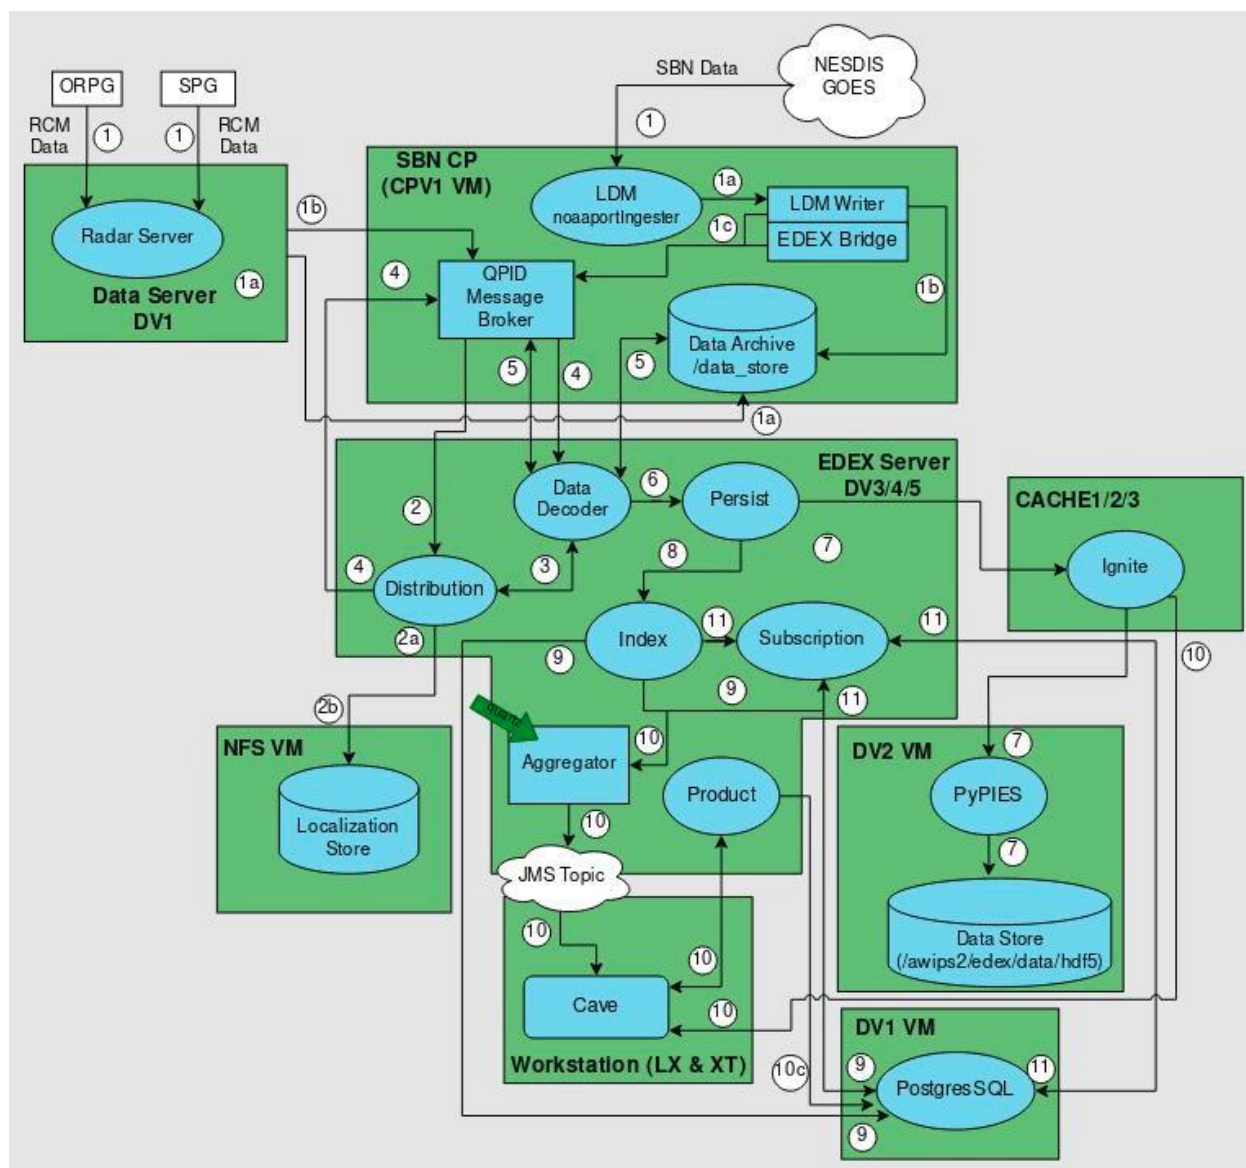 NESDIS
GOES
SBN Data
ORPG
SPG
RCM
Data
1
1
RCM
Data
1
SBN CP
(CPV1 VM)
LDM
noaaportIngester
1a
LDM Writer
EDEX Bridge
1c
1b
Radar Server
1b
1a
Data Server
DV1
4
QPID
Message
Broker
Data Archive
/data_store
5
4
5
1a
EDEX Server
DV3/4/5
Data
Decoder
6
Persist
CACHE1/2/3
2
8
7
Ignite
4
Distribution
3
2a
Index
11
Subscription
11
9
9
11
10
2b
QUARTZ
NFS VM
Aggregator
10
Product
DV2 VM
7
PyPIES
Localization
Store
10
7
JMS Topic
10
10
Data Store
(/awips2/edex/data/hdf5)
Cave
10
Workstation (LX & XT)
DV1 VM
10c
9
11
PostgresSQL
9